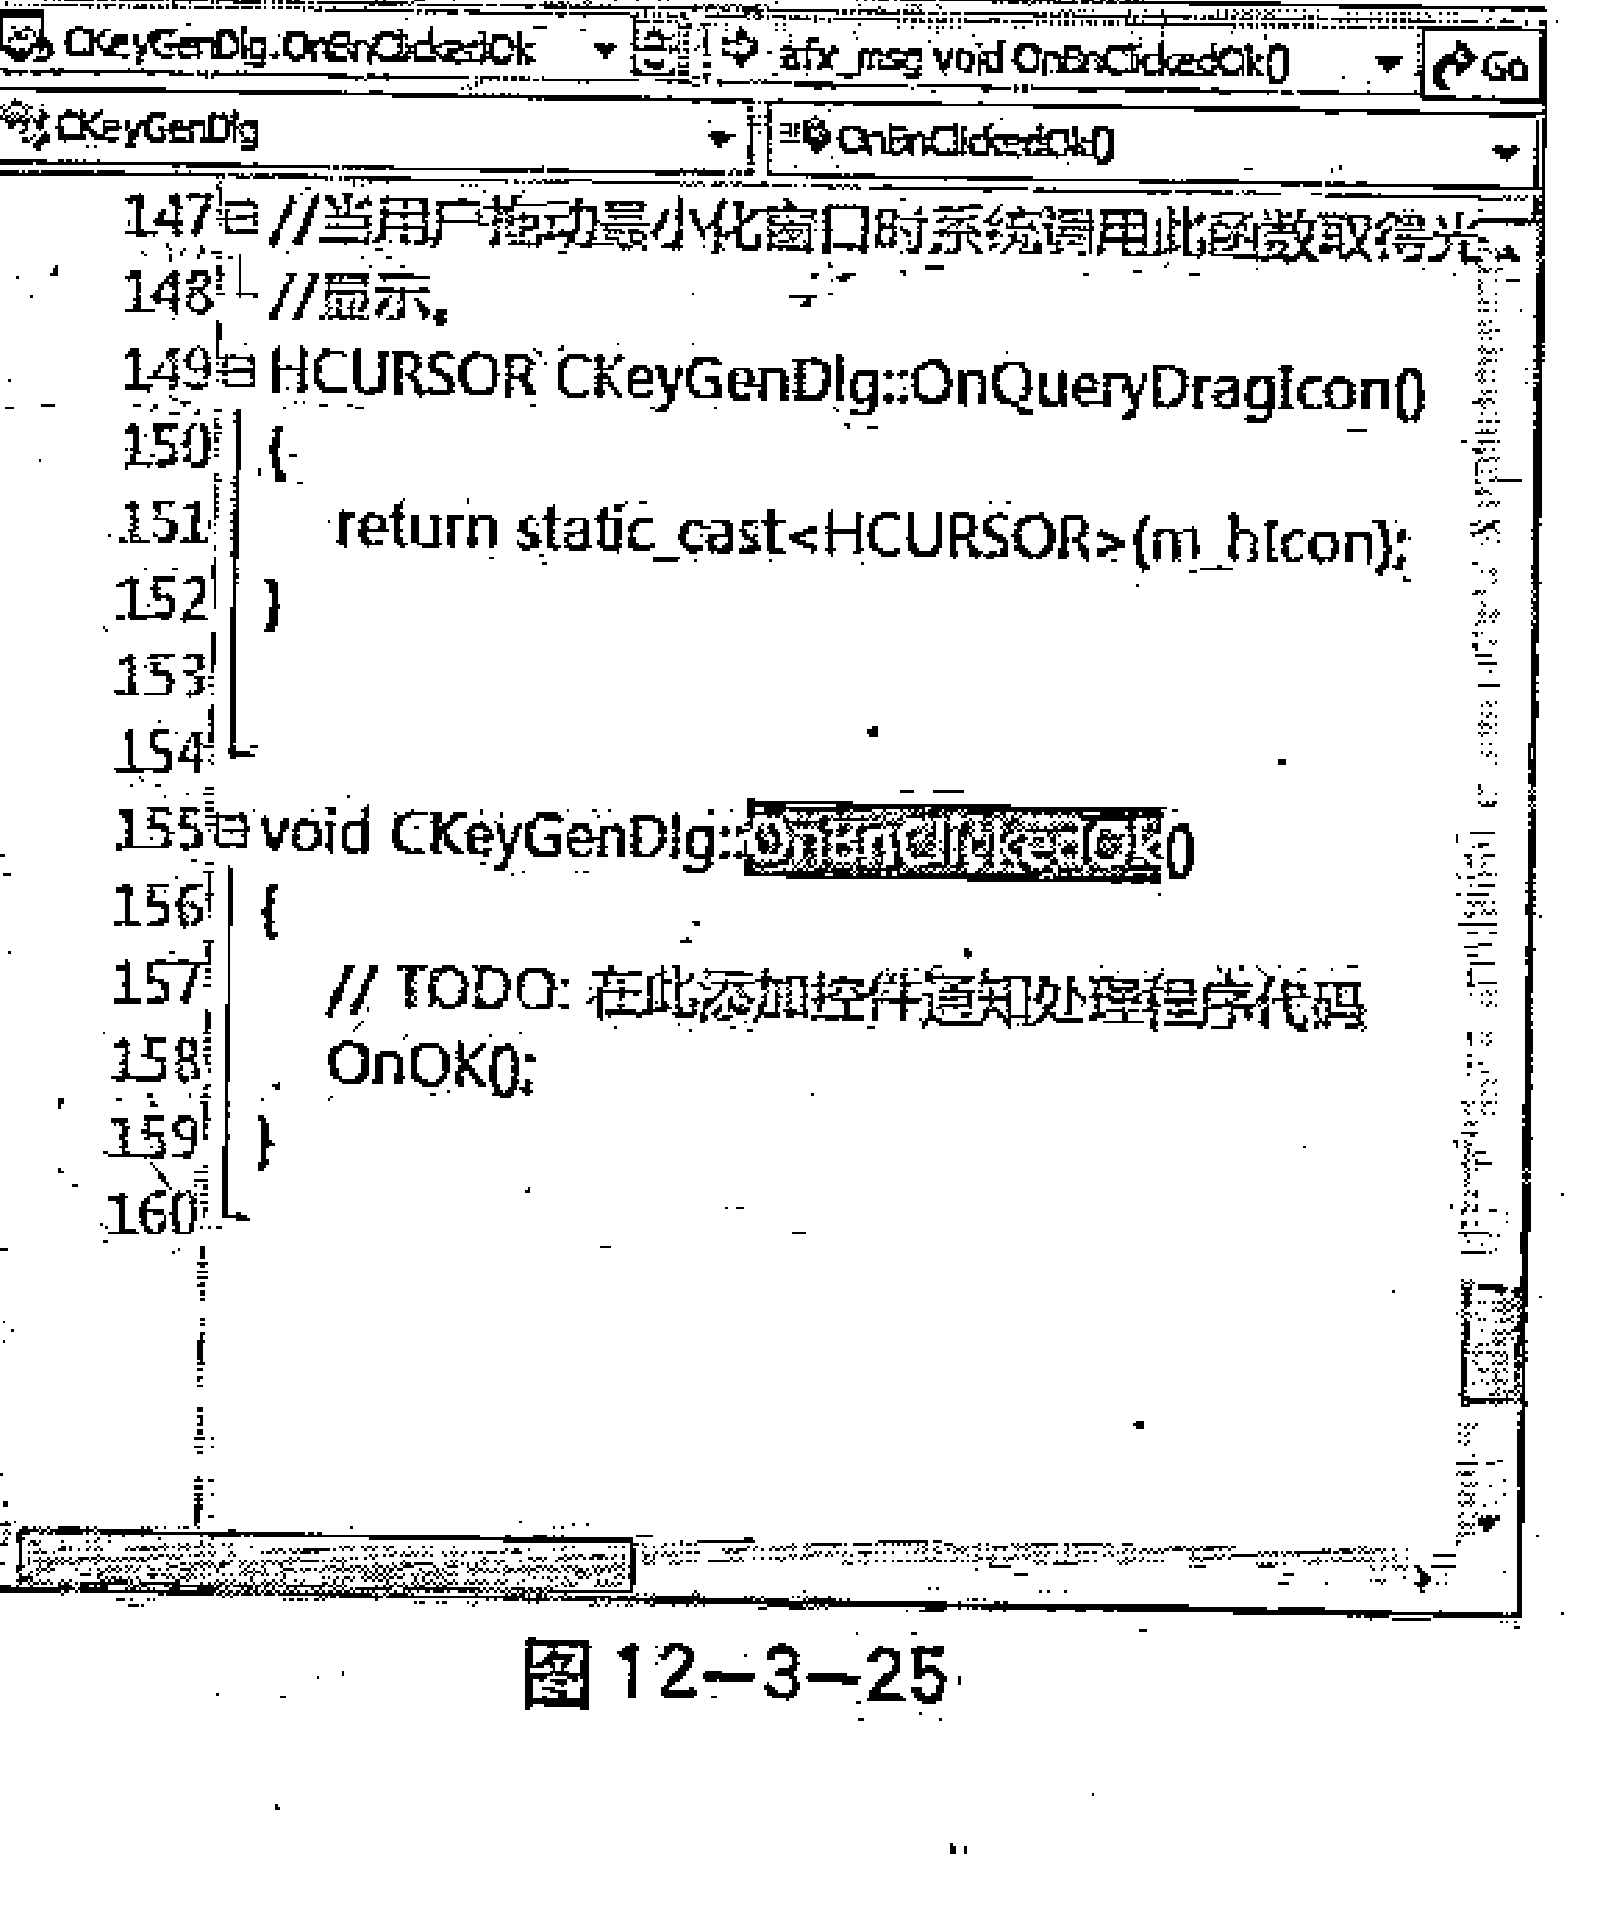 CKeyGenDlg.OnBnClickedOk
afx_msg void OnBnClickedOk()
Go
CKeyGenDlg
OnBnClickedOk()
147 //当用户拖动最小化窗口时系统调用此函数取得光
148 //显示。
149 HCURSOR CKeyGenDlg::OnQueryDragIcon()
150 {
151 return static_cast<HCURSOR>(m_hIcon);
152 }
153
154
155 void CKeyGenDlg::OnBnClickedOk()
156 {
157 // TODO: 在此添加控件通知处理程序代码
158 OnOK();
159 }
160
图 12-3-25